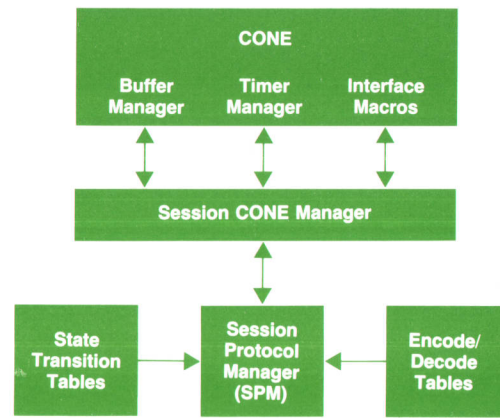 CONE
Buffer Manager
Timer Manager
Interface Macros
Session CONE Manager
State Transition Tables
Session Protocol Manager (SPM)
Encode/ Decode Tables